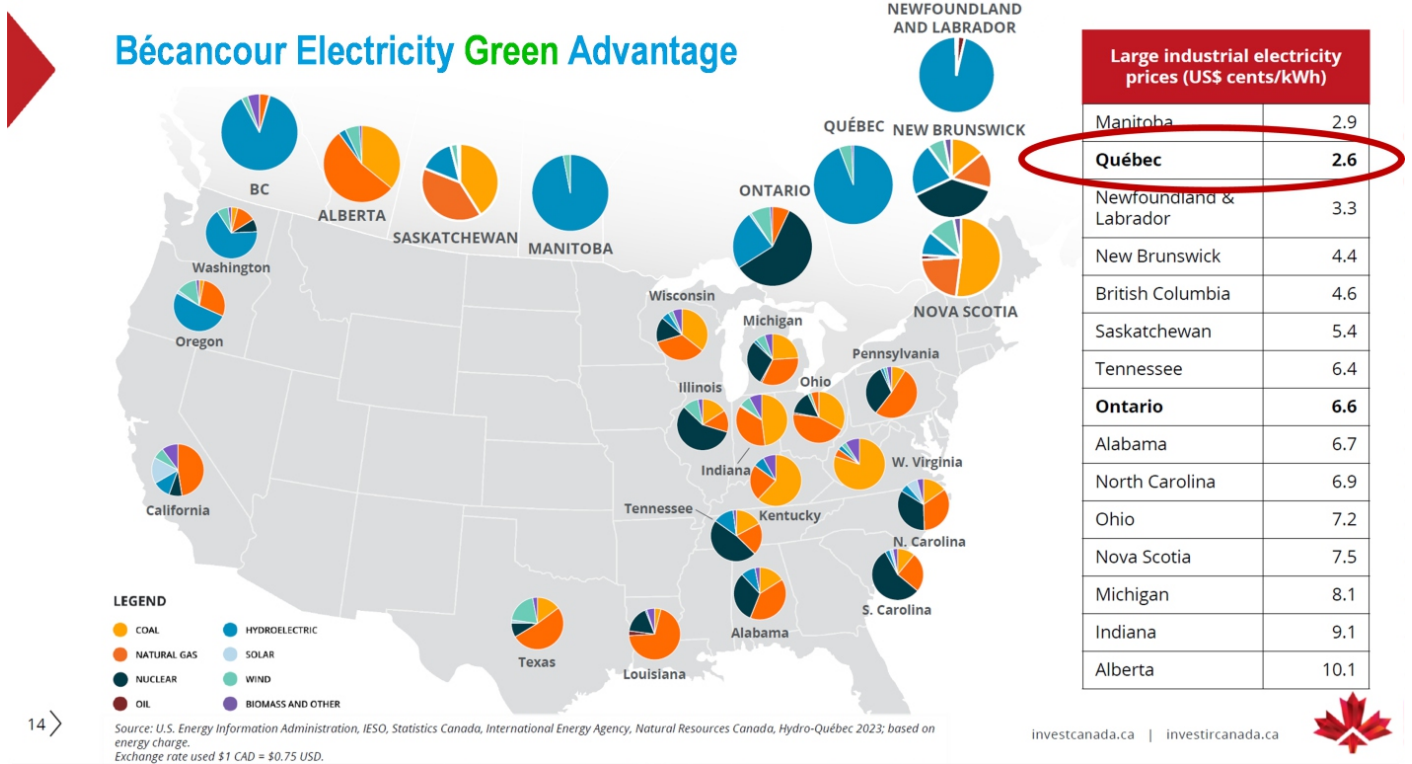 Bécancour Electricity Green Advantage
NEWFOUNDLAND
AND LABRADOR
QUÉBEC
NEW BRUNSWICK
BC
ALBERTA
SASKATCHEWAN
MANITOBA
ONTARIO
NOVA SCOTIA
Washington
Oregon
California
Wisconsin
Michigan
Pennsylvania
Illinois
Ohio
Indiana
W. Virginia
Kentucky
Tennessee
N. Carolina
S. Carolina
Alabama
Texas
Louisiana
LEGEND
COAL
HYDROELECTRIC
NATURAL GAS
SOLAR
NUCLEAR
WIND
OIL
BIOMASS AND OTHER
Large industrial electricity
prices (US$ cents/kWh)
Manitoba 2.9
Québec 2.6
Newfoundland &
Labrador 3.3
New Brunswick 4.4
British Columbia 4.6
Saskatchewan 5.4
Tennessee 6.4
Ontario 6.6
Alabama 6.7
North Carolina 6.9
Ohio 7.2
Nova Scotia 7.5
Michigan 8.1
Indiana 9.1
Alberta 10.1
14
Source: U.S. Energy Information Administration, IESO, Statistics Canada, International Energy Agency, Natural Resources Canada, Hydro-Québec 2023; based on
energy charge.
Exchange rate used $1 CAD = $0.75 USD.
investcanada.ca | investircanada.ca